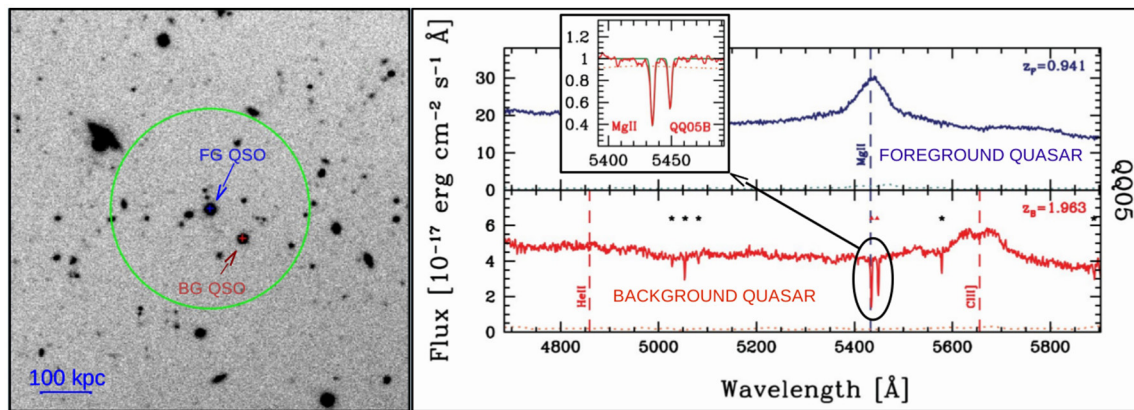 FG QSO
BG QSO
100 kpc
Flux [10⁻¹⁷ erg cm⁻² s⁻¹ Å]
1.2
1
0.8
0.6
0.4
MgII QQ05B
5400 5450
30
20
10
0
z_F=0.941
MgII
FOREGROUND QUASAR
QQ05
6
4
2
0
z_B=1.963
HeII
BACKGROUND QUASAR
CIII]
4800 5000 5200 5400 5600 5800
Wavelength [Å]